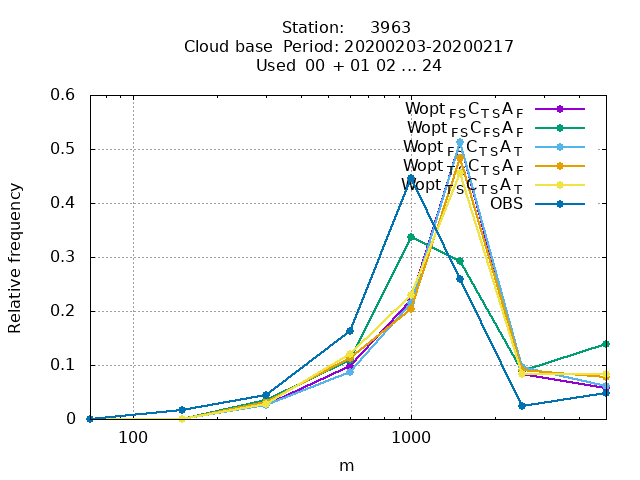 Station: 3963
Cloud base Period: 20200203-20200217
Used 00 + 01 02 ... 24
0.6
0.5
0.4
0.3
0.2
0.1
0
Relative frequency
Wopt FS C TS A F
Wopt FS C FS A F
Wopt FS C TS A T
Wopt TS C TS A F
Wopt TS C TS A T
OBS
100
1000
m